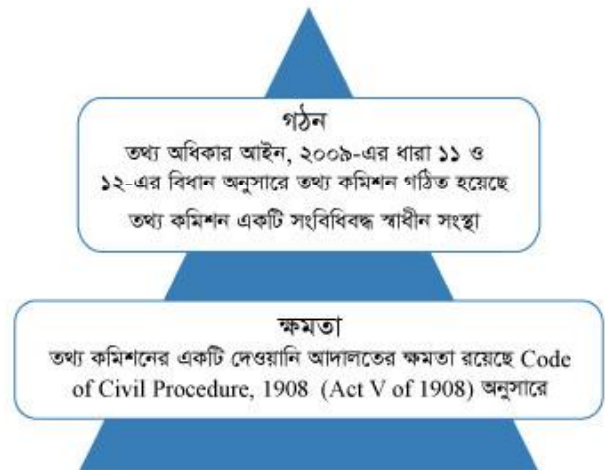 গঠন
তথ্য অধিকার আইন, ২০০৯-এর ধারা ১১ ও
১২-এর বিধান অনুসারে তথ্য কমিশন গঠিত হয়েছে
তথ্য কমিশন একটি সংবিধিবদ্ধ স্বাধীন সংস্থা
ক্ষমতা
তথ্য কমিশনের একটি দেওয়ানি আদালতের ক্ষমতা রয়েছে Code
of Civil Procedure, 1908 (Act V of 1908) অনুসারে